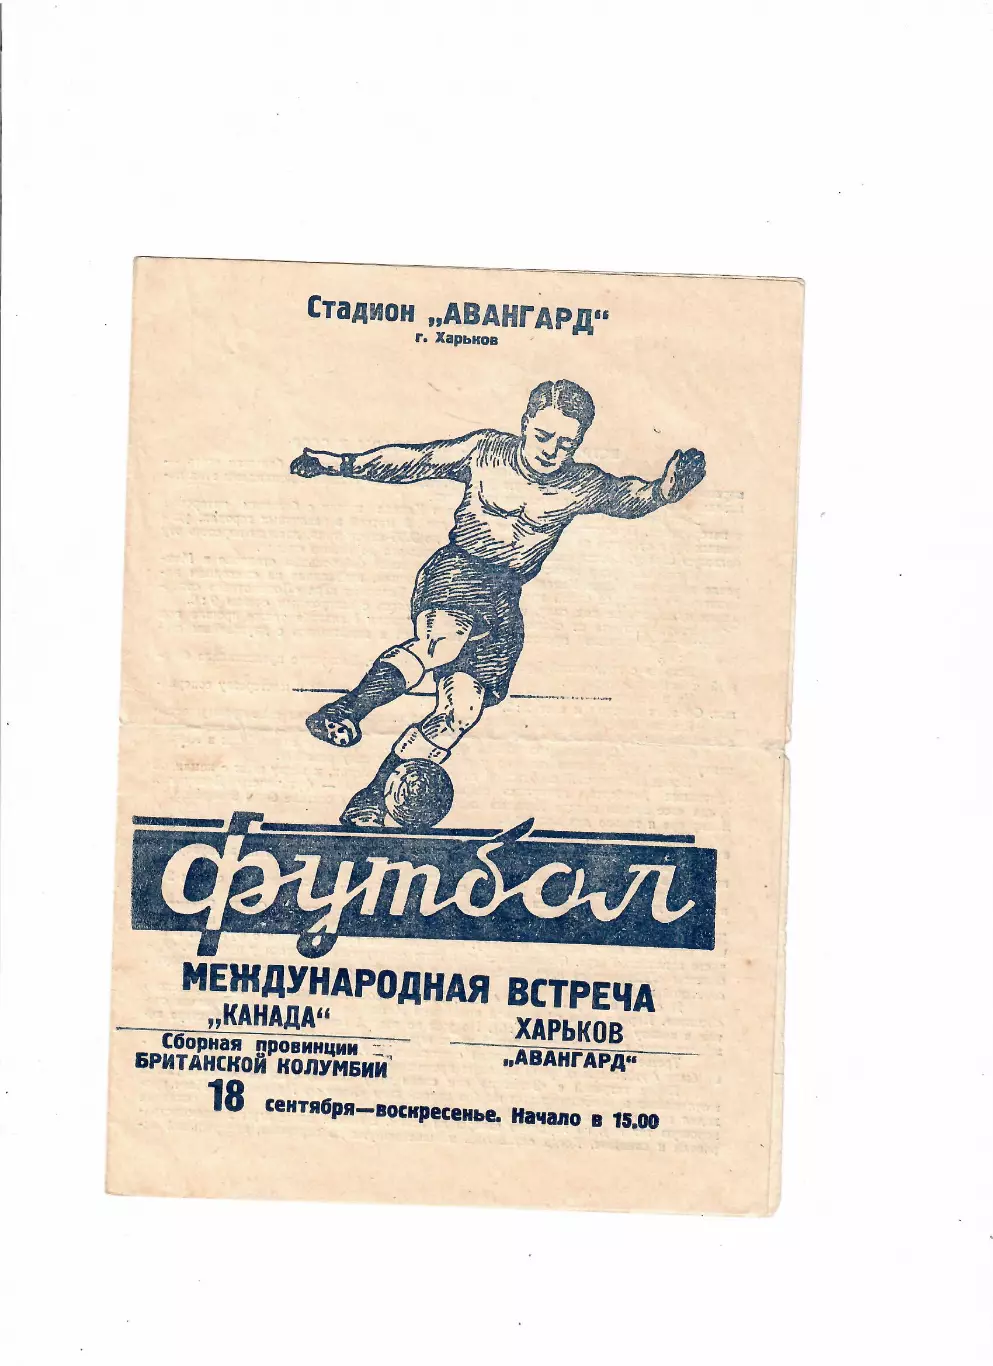 Стадион „АВАНГАРД“
г. Харьков
футбол
МЕЖДУНАРОДНАЯ ВСТРЕЧА
„КАНАДА“ ХАРЬКОВ
Сборная провинции „АВАНГАРД“
БРИТАНСКОЙ КОЛУМБИИ
18 сентября—воскресенье. Начало в 15.00